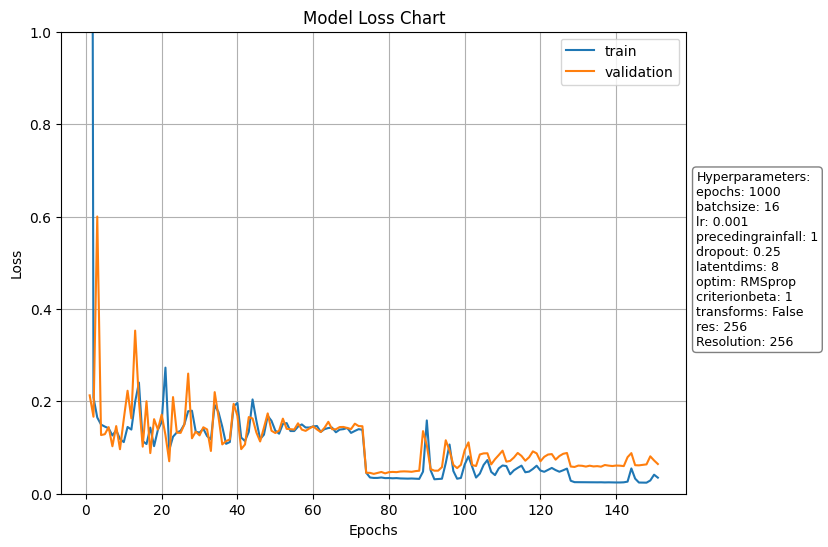 Model Loss Chart
1.0
0.8
0.6
0.4
0.2
0.0
Loss
0
20
40
60
80
100
120
140
Epochs
train
validation
Hyperparameters:
epochs: 1000
batchsize: 16
lr: 0.001
precedingrainfall: 1
dropout: 0.25
latentdims: 8
optim: RMSprop
criterionbeta: 1
transforms: False
res: 256
Resolution: 256